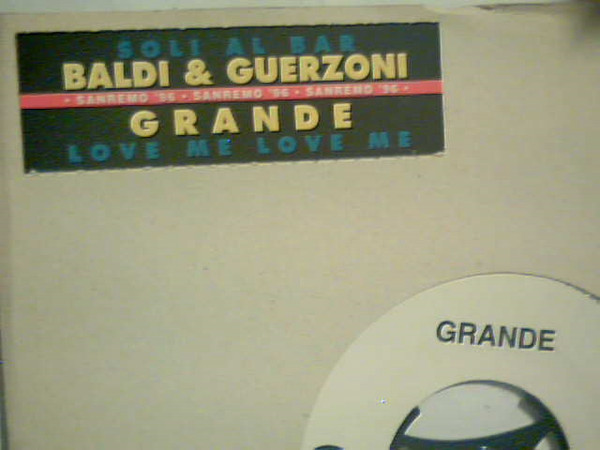 SOLI AL BAR
BALDI & GUERZONI
• SANREMO '96 • SANREMO '96 • SANREMO '96 •
GRANDE
LOVE ME LOVE ME
GRANDE